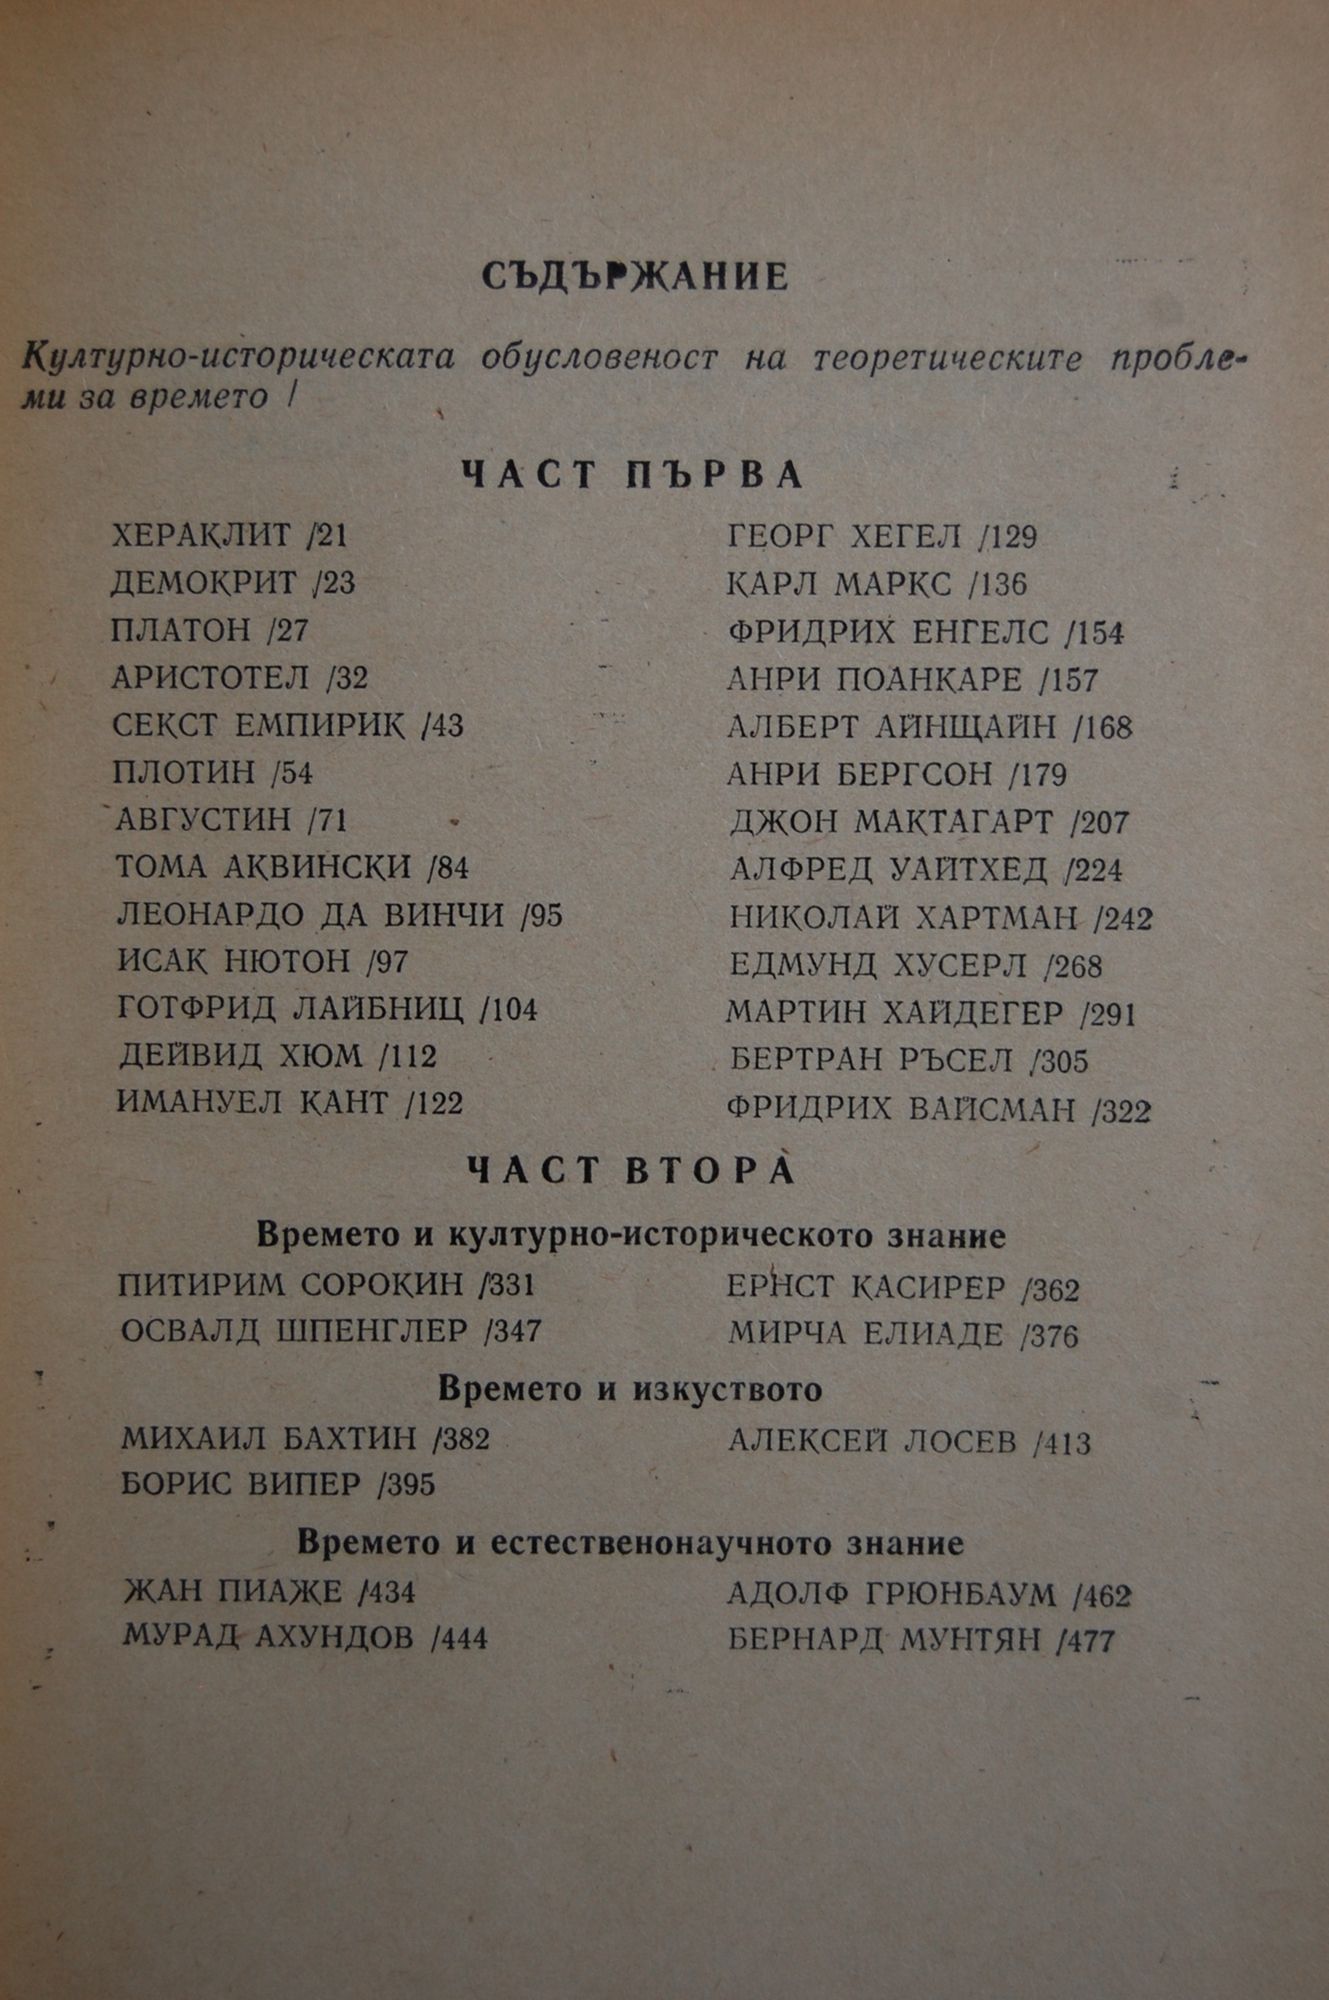 СЪДЪРЖАНИЕ
Културно-историческата обусловеност на теоретическите пробле-
ми за времето /
ЧАСТ ПЪРВА
ХЕРАКЛИТ /21
ДЕМОКРИТ /23
ПЛАТОН /27
АРИСТОТЕЛ /32
СЕКСТ ЕМПИРИК /43
ПЛОТИН /54
АВГУСТИН /71
ТОМА АКВИНСКИ /84
ЛЕОНАРДО ДА ВИНЧИ /95
ИСАК НЮТОН /97
ГОТФРИД ЛАЙБНИЦ /104
ДЕЙВИД ХЮМ /112
ИМАНУЕЛ КАНТ /122
ГЕОРГ ХЕГЕЛ /129
КАРЛ МАРКС /136
ФРИДРИХ ЕНГЕЛС /154
АНРИ ПОАНКАРЕ /157
АЛБЕРТ АЙНЩАЙН /168
АНРИ БЕРГСОН /179
ДЖОН МАКТАГАРТ /207
АЛФРЕД УАЙТХЕД /224
НИКОЛАЙ ХАРТМАН /242
ЕДМУНД ХУСЕРЛ /268
МАРТИН ХАЙДЕГЕР /291
БЕРТРАН РЪСЕЛ /305
ФРИДРИХ ВАЙСМАН /322
ЧАСТ ВТОРА
Времето и културно-историческото знание
ПИТИРИМ СОРОКИН /331
ОСВАЛД ШПЕНГЛЕР /347
ЕРНСТ КАСИРЕР /362
МИРЧА ЕЛИАДЕ /376
Времето и изкуството
МИХАИЛ БАХТИН /382
БОРИС ВИПЕР /395
АЛЕКСЕЙ ЛОСЕВ /413
Времето и естественонаучното знание
ЖАН ПИАЖЕ /434
МУРАД АХУНДОВ /444
АДОЛФ ГРЮНБАУМ /462
БЕРНАРД МУНТЯН /477